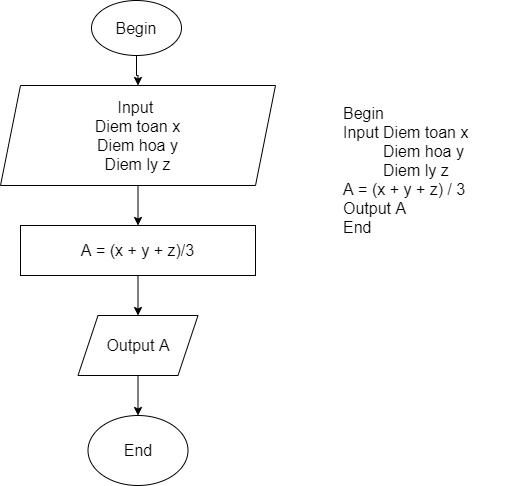 Begin
Input
Diem toan x
Diem hoa y
Diem ly z
A = (x + y + z)/3
Output A
End
Begin
Input Diem toan x
Diem hoa y
Diem ly z
A = (x + y + z) / 3
Output A
End